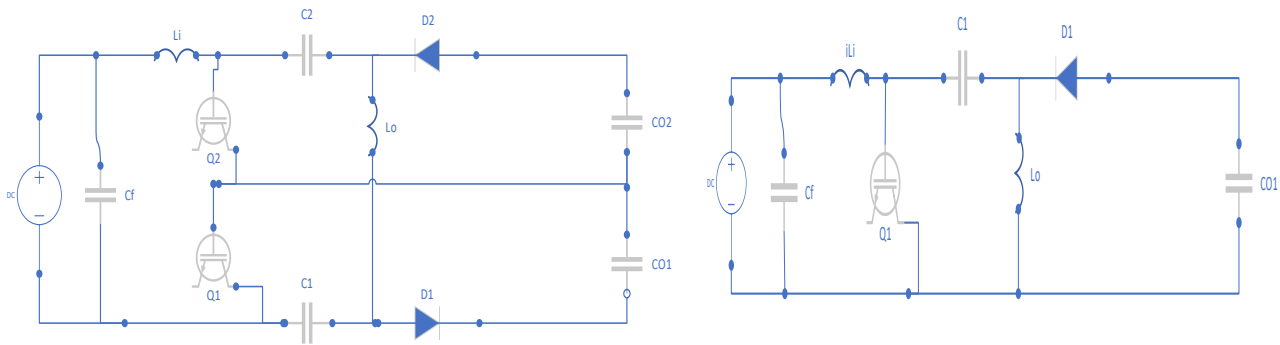 C2
D2
Li
CO2
Lo
Q2
DC
+
−
Cf
C1
D1
Q1
CO1
C1
D1
iLi
DC
+
−
Cf
Lo
CO1
Q1